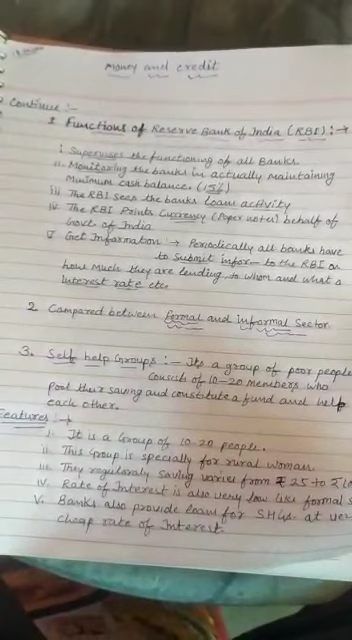 Money and credit
Continue :-
1 Functions of Reserve Bank of India (RBI) :→
i Supervises the functioning of all Banks.
ii. Monitoring the banks in actually maintaining
Minimum cash balance. (15%)
iii The RBI sees the banks loan activity
iv. The RBI Prints Currency (Paper notes) behalf of
Govt. of India.
v Get Information → Periodically all banks have
to submit infor- to the RBI on
how much they are lending, to whom and what a
interest rate etc.
2 Compared between formal and informal Sector
3. Self help Groups :- Its a group of poor people
Consists of 10-20 members who
pool their saving and constitute a fund and help
each other.
Features :→
i. It is a Group of 10-20 people.
ii This Group is specially for rural woman.
iii They regularaly saving varies from ₹ 25 to ₹ 10
iv. Rate of Interest is also very low like formal s
v. Banks also provide loan for SHGs. at ver
cheap rate of Interest.